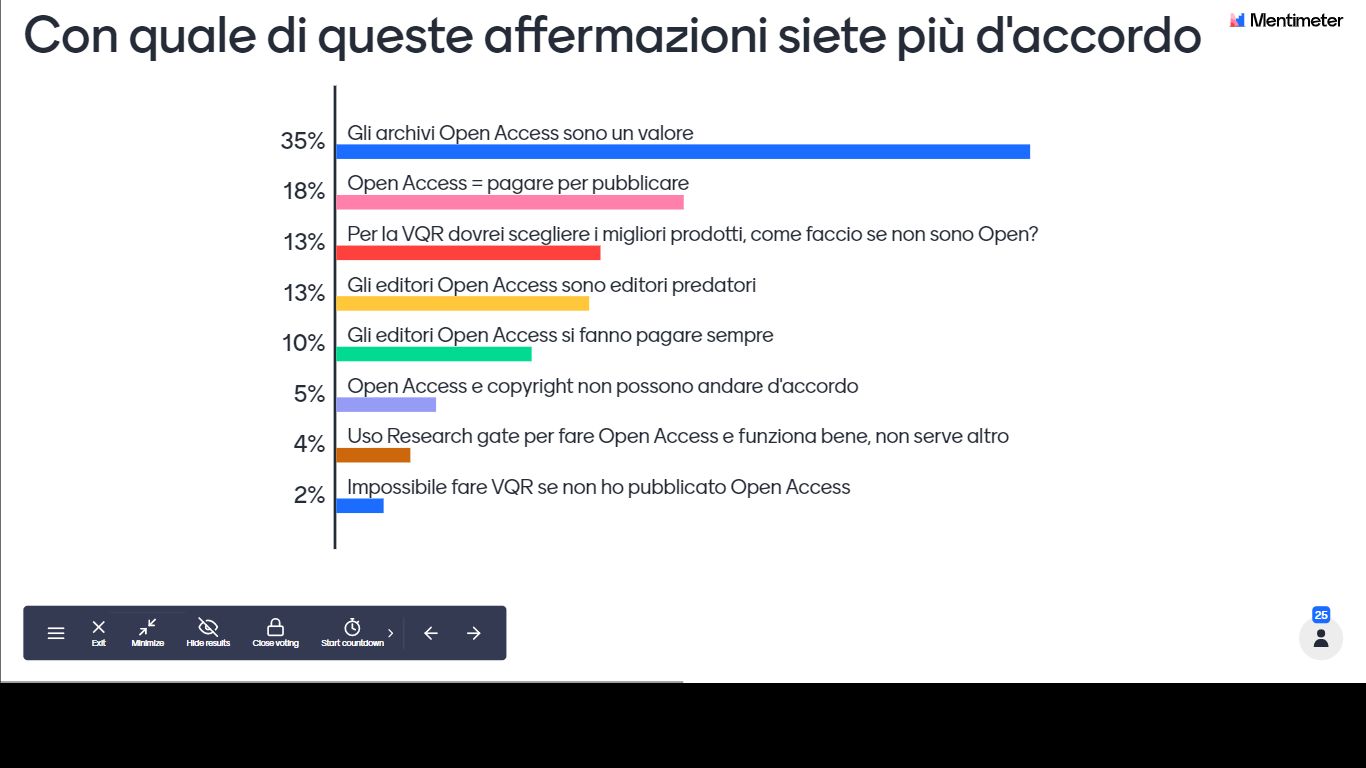 Con quale di queste affermazioni siete più d'accordo
Mentimeter
35% Gli archivi Open Access sono un valore
18% Open Access = pagare per pubblicare
13% Per la VQR dovrei scegliere i migliori prodotti, come faccio se non sono Open?
13% Gli editori Open Access sono editori predatori
10% Gli editori Open Access si fanno pagare sempre
5% Open Access e copyright non possono andare d'accordo
4% Uso Research gate per fare Open Access e funziona bene, non serve altro
2% Impossibile fare VQR se non ho pubblicato Open Access
Exit Minimize Hide results Close voting Start countdown
25